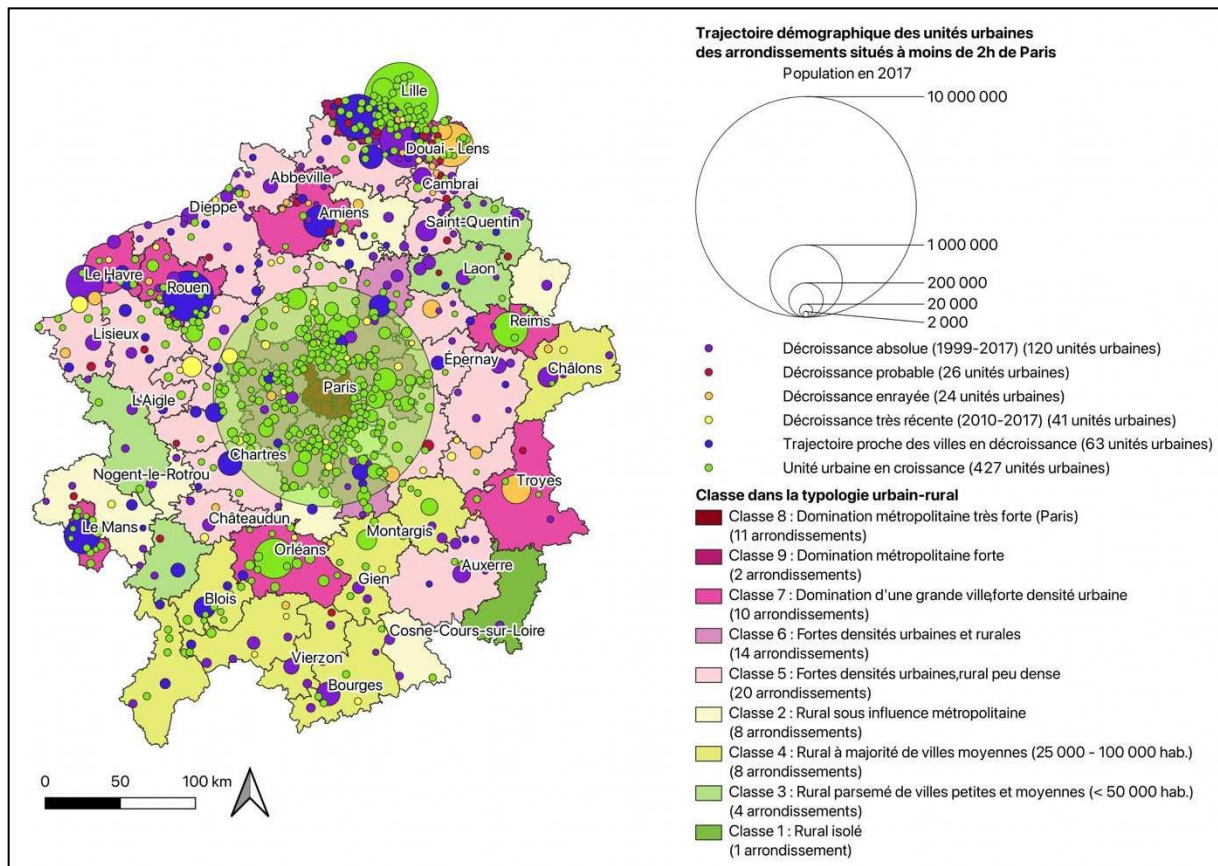 Trajectoire démographique des unités urbaines
des arrondissements situés à moins de 2h de Paris
Population en 2017
10 000 000
1 000 000
200 000
20 000
2 000
Décroissance absolue (1999-2017) (120 unités urbaines)
Décroissance probable (26 unités urbaines)
Décroissance enrayée (24 unités urbaines)
Décroissance très récente (2010-2017) (41 unités urbaines)
Trajectoire proche des villes en décroissance (63 unités urbaines)
Unité urbaine en croissance (427 unités urbaines)
Classe dans la typologie urbain-rural
Classe 8 : Domination métropolitaine très forte (Paris)
(11 arrondissements)
Classe 9 : Domination métropolitaine forte
(2 arrondissements)
Classe 7 : Domination d'une grande ville,forte densité urbaine
(10 arrondissements)
Classe 6 : Fortes densités urbaines et rurales
(14 arrondissements)
Classe 5 : Fortes densités urbaines,rural peu dense
(20 arrondissements)
Classe 2 : Rural sous influence métropolitaine
(8 arrondissements)
Classe 4 : Rural à majorité de villes moyennes (25 000 - 100 000 hab.)
(8 arrondissements)
Classe 3 : Rural parsemé de villes petites et moyennes (< 50 000 hab.)
(4 arrondissements)
Classe 1 : Rural isolé
(1 arrondissement)
Lille
Douai - Lens
Abbeville
Cambrai
Dieppe
Amiens
Saint-Quentin
Le Havre
Laon
Rouen
Reims
Lisieux
Épernay
Châlons
Paris
L'Aigle
Chartres
Nogent-le-Rotrou
Troyes
Châteaudun
Le Mans
Montargis
Orléans
Auxerre
Gien
Blois
Cosne-Cours-sur-Loire
Vierzon
Bourges
0 50 100 km